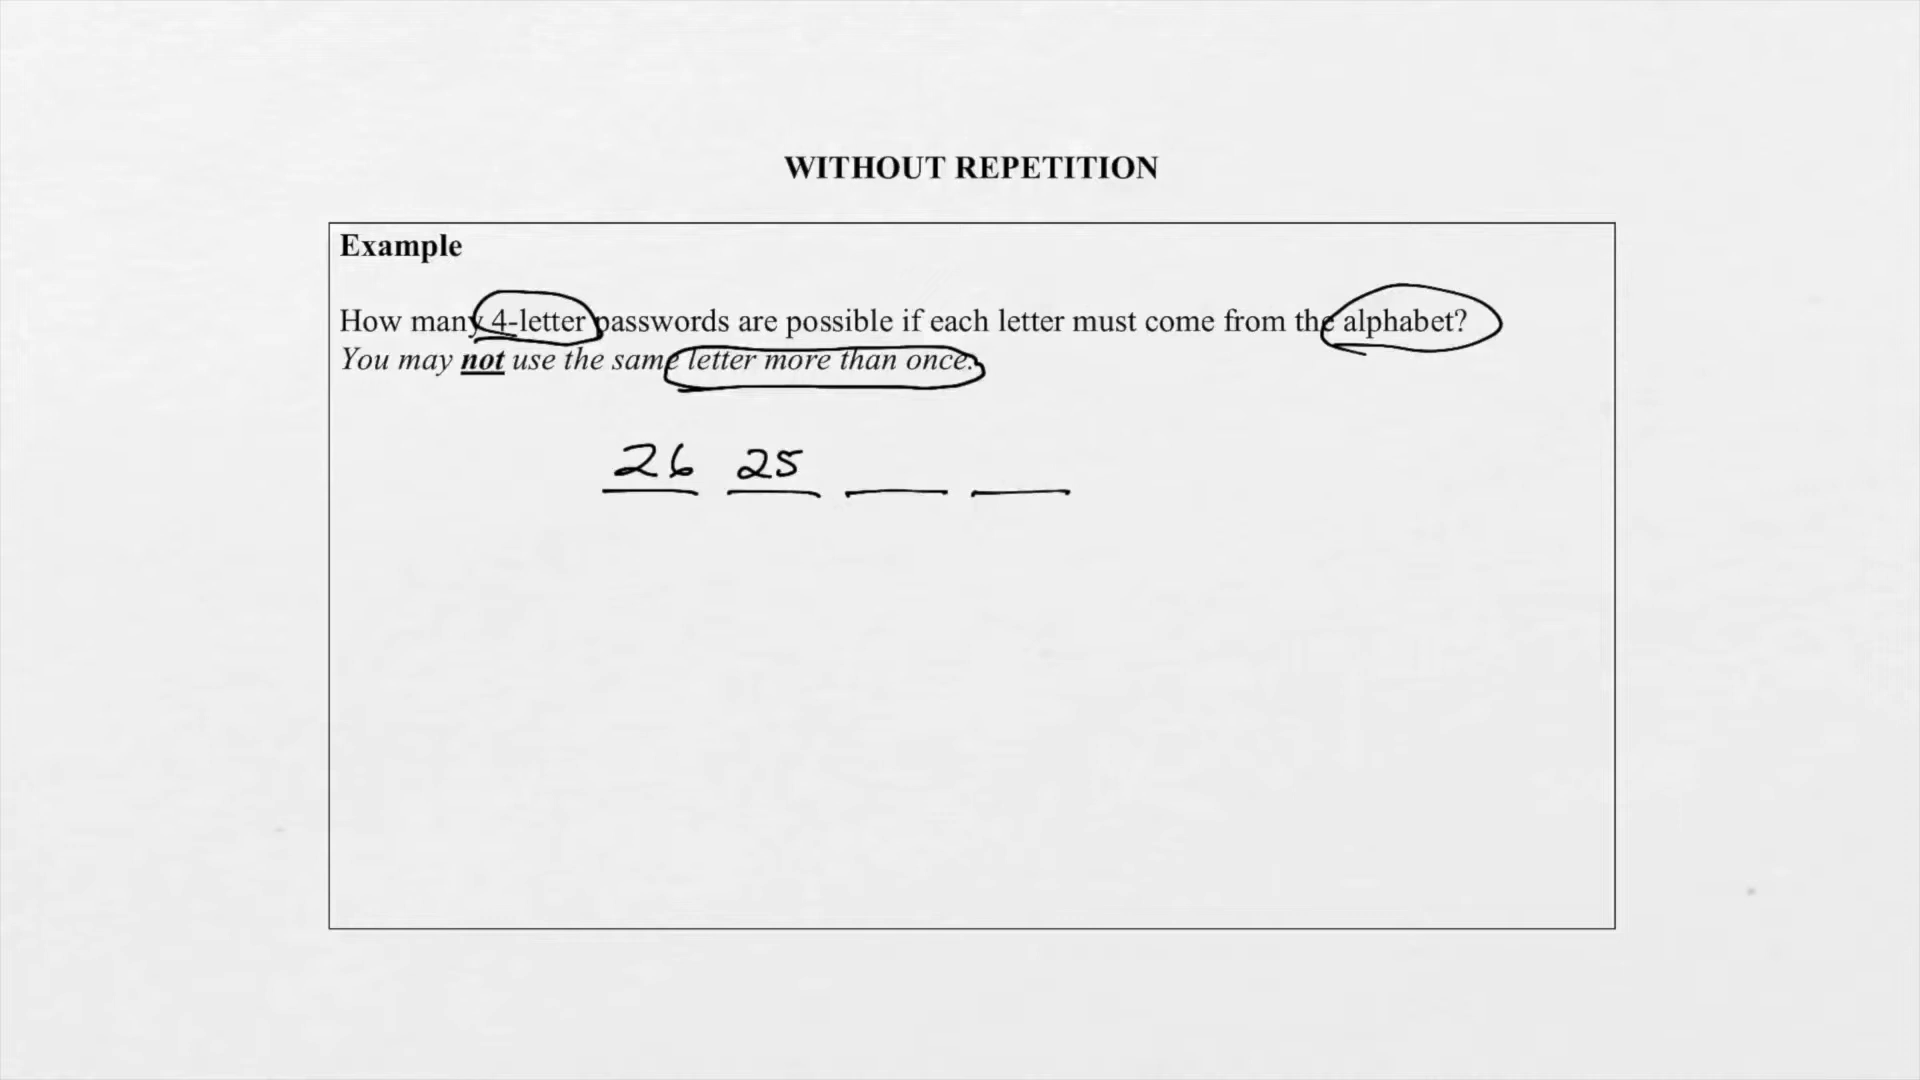 WITHOUT REPETITION
Example
How many 4-letter passwords are possible if each letter must come from the alphabet?
You may not use the same letter more than once.
26 25